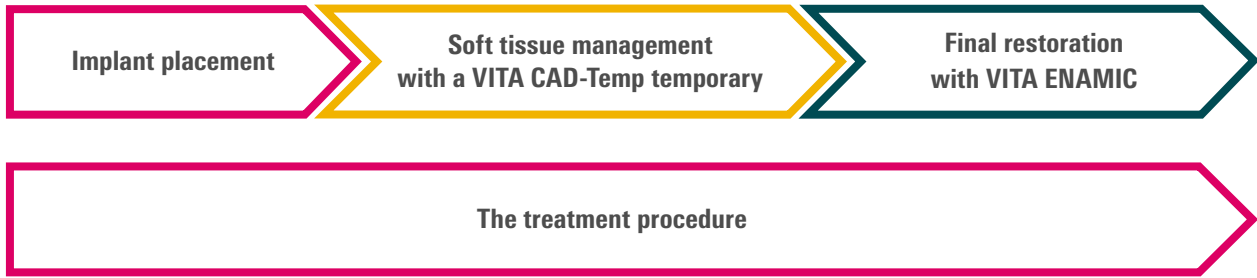 Implant placement
Soft tissue management
with a VITA CAD-Temp temporary
Final restoration
with VITA ENAMIC
The treatment procedure